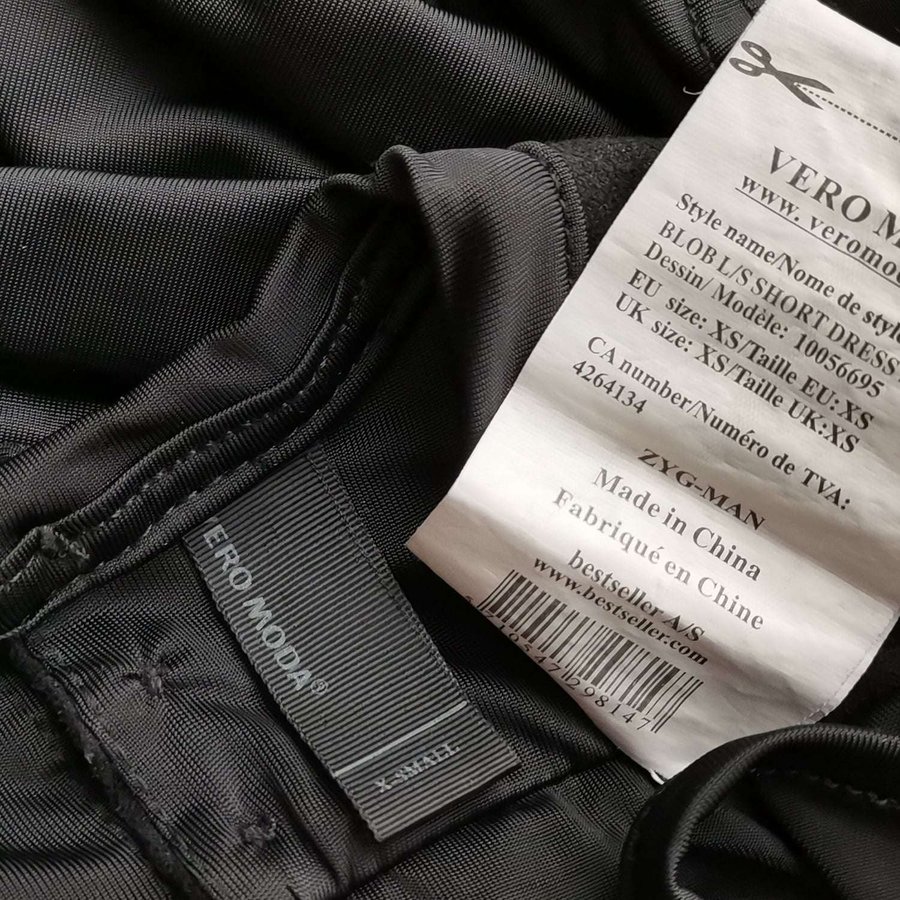 VERO M
www. veromod
Style name/Nome de style
BLOB L/S SHORT DRESS
Dessin/ Modèle: 10056695
EU size: XS/Taille EU:XS
UK size: XS/Taille UK:XS
CA number/Numéro de TVA:
4264134
ZYG-MAN
Made in China
Fabriqué en Chine
bestseller A/S
www.bestseller.com
ERO MODA®
X-SMALL